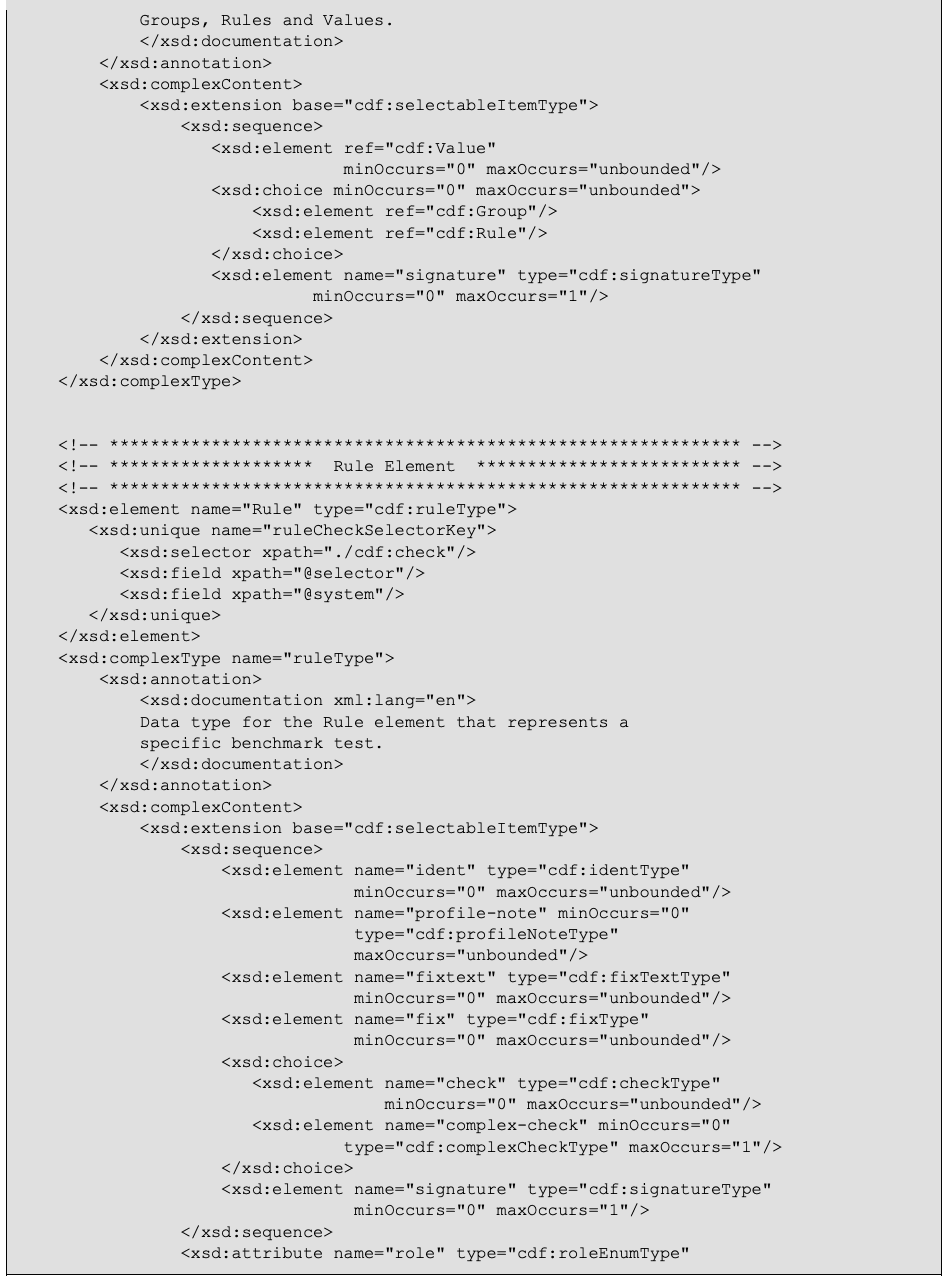 Groups, Rules and Values.
</xsd:documentation>
</xsd:annotation>
<xsd:complexContent>
<xsd:extension base="cdf:selectableItemType">
<xsd:sequence>
<xsd:element ref="cdf:Value"
minOccurs="0" maxOccurs="unbounded"/>
<xsd:choice minOccurs="0" maxOccurs="unbounded">
<xsd:element ref="cdf:Group"/>
<xsd:element ref="cdf:Rule"/>
</xsd:choice>
<xsd:element name="signature" type="cdf:signatureType"
minOccurs="0" maxOccurs="1"/>
</xsd:sequence>
</xsd:extension>
</xsd:complexContent>
</xsd:complexType>
<!-- ************************************************************** -->
<!-- ******************** Rule Element ************************** -->
<!-- ************************************************************** -->
<xsd:element name="Rule" type="cdf:ruleType">
<xsd:unique name="ruleCheckSelectorKey">
<xsd:selector xpath="./cdf:check"/>
<xsd:field xpath="@selector"/>
<xsd:field xpath="@system"/>
</xsd:unique>
</xsd:element>
<xsd:complexType name="ruleType">
<xsd:annotation>
<xsd:documentation xml:lang="en">
Data type for the Rule element that represents a
specific benchmark test.
</xsd:documentation>
</xsd:annotation>
<xsd:complexContent>
<xsd:extension base="cdf:selectableItemType">
<xsd:sequence>
<xsd:element name="ident" type="cdf:identType"
minOccurs="0" maxOccurs="unbounded"/>
<xsd:element name="profile-note" minOccurs="0"
type="cdf:profileNoteType"
maxOccurs="unbounded"/>
<xsd:element name="fixtext" type="cdf:fixTextType"
minOccurs="0" maxOccurs="unbounded"/>
<xsd:element name="fix" type="cdf:fixType"
minOccurs="0" maxOccurs="unbounded"/>
<xsd:choice>
<xsd:element name="check" type="cdf:checkType"
minOccurs="0" maxOccurs="unbounded"/>
<xsd:element name="complex-check" minOccurs="0"
type="cdf:complexCheckType" maxOccurs="1"/>
</xsd:choice>
<xsd:element name="signature" type="cdf:signatureType"
minOccurs="0" maxOccurs="1"/>
</xsd:sequence>
<xsd:attribute name="role" type="cdf:roleEnumType"